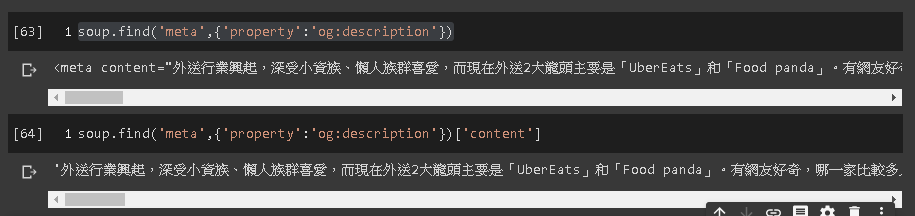 [63] 1 soup.find('meta',{'property':'og:description'})
<meta content="外送行業興起，深受小資族、懶人族群喜愛，而現在外送2大龍頭主要是「UberEats」和「Food panda」。有網友好
[64] 1 soup.find('meta',{'property':'og:description'})['content']
'外送行業興起，深受小資族、懶人族群喜愛，而現在外送2大龍頭主要是「UberEats」和「Food panda」。有網友好奇，哪一家比較多